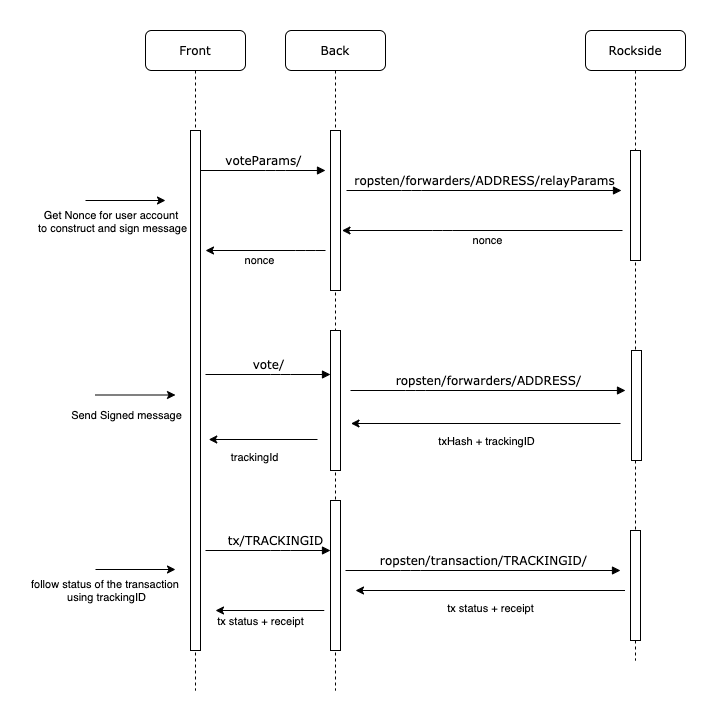 Front
Back
Rockside
voteParams/
ropsten/forwarders/ADDRESS/relayParams
Get Nonce for user account
to construct and sign message
nonce
nonce
vote/
ropsten/forwarders/ADDRESS/
Send Signed message
txHash + trackingID
trackingId
tx/TRACKINGID
ropsten/transaction/TRACKINGID/
follow status of the transaction
using trackingID
tx status + receipt
tx status + receipt